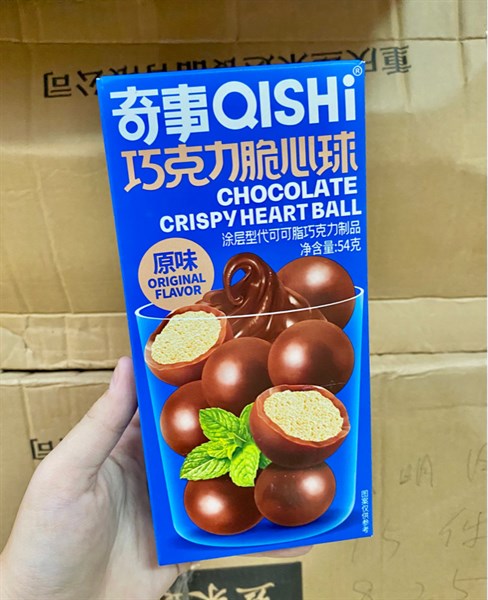 奇事QISHi®
巧克力脆心球
CHOCOLATE
CRISPY HEART BALL
涂层型代可可脂巧克力制品
净含量:54克
原味
ORIGINAL
FLAVOR
图案仅供参考